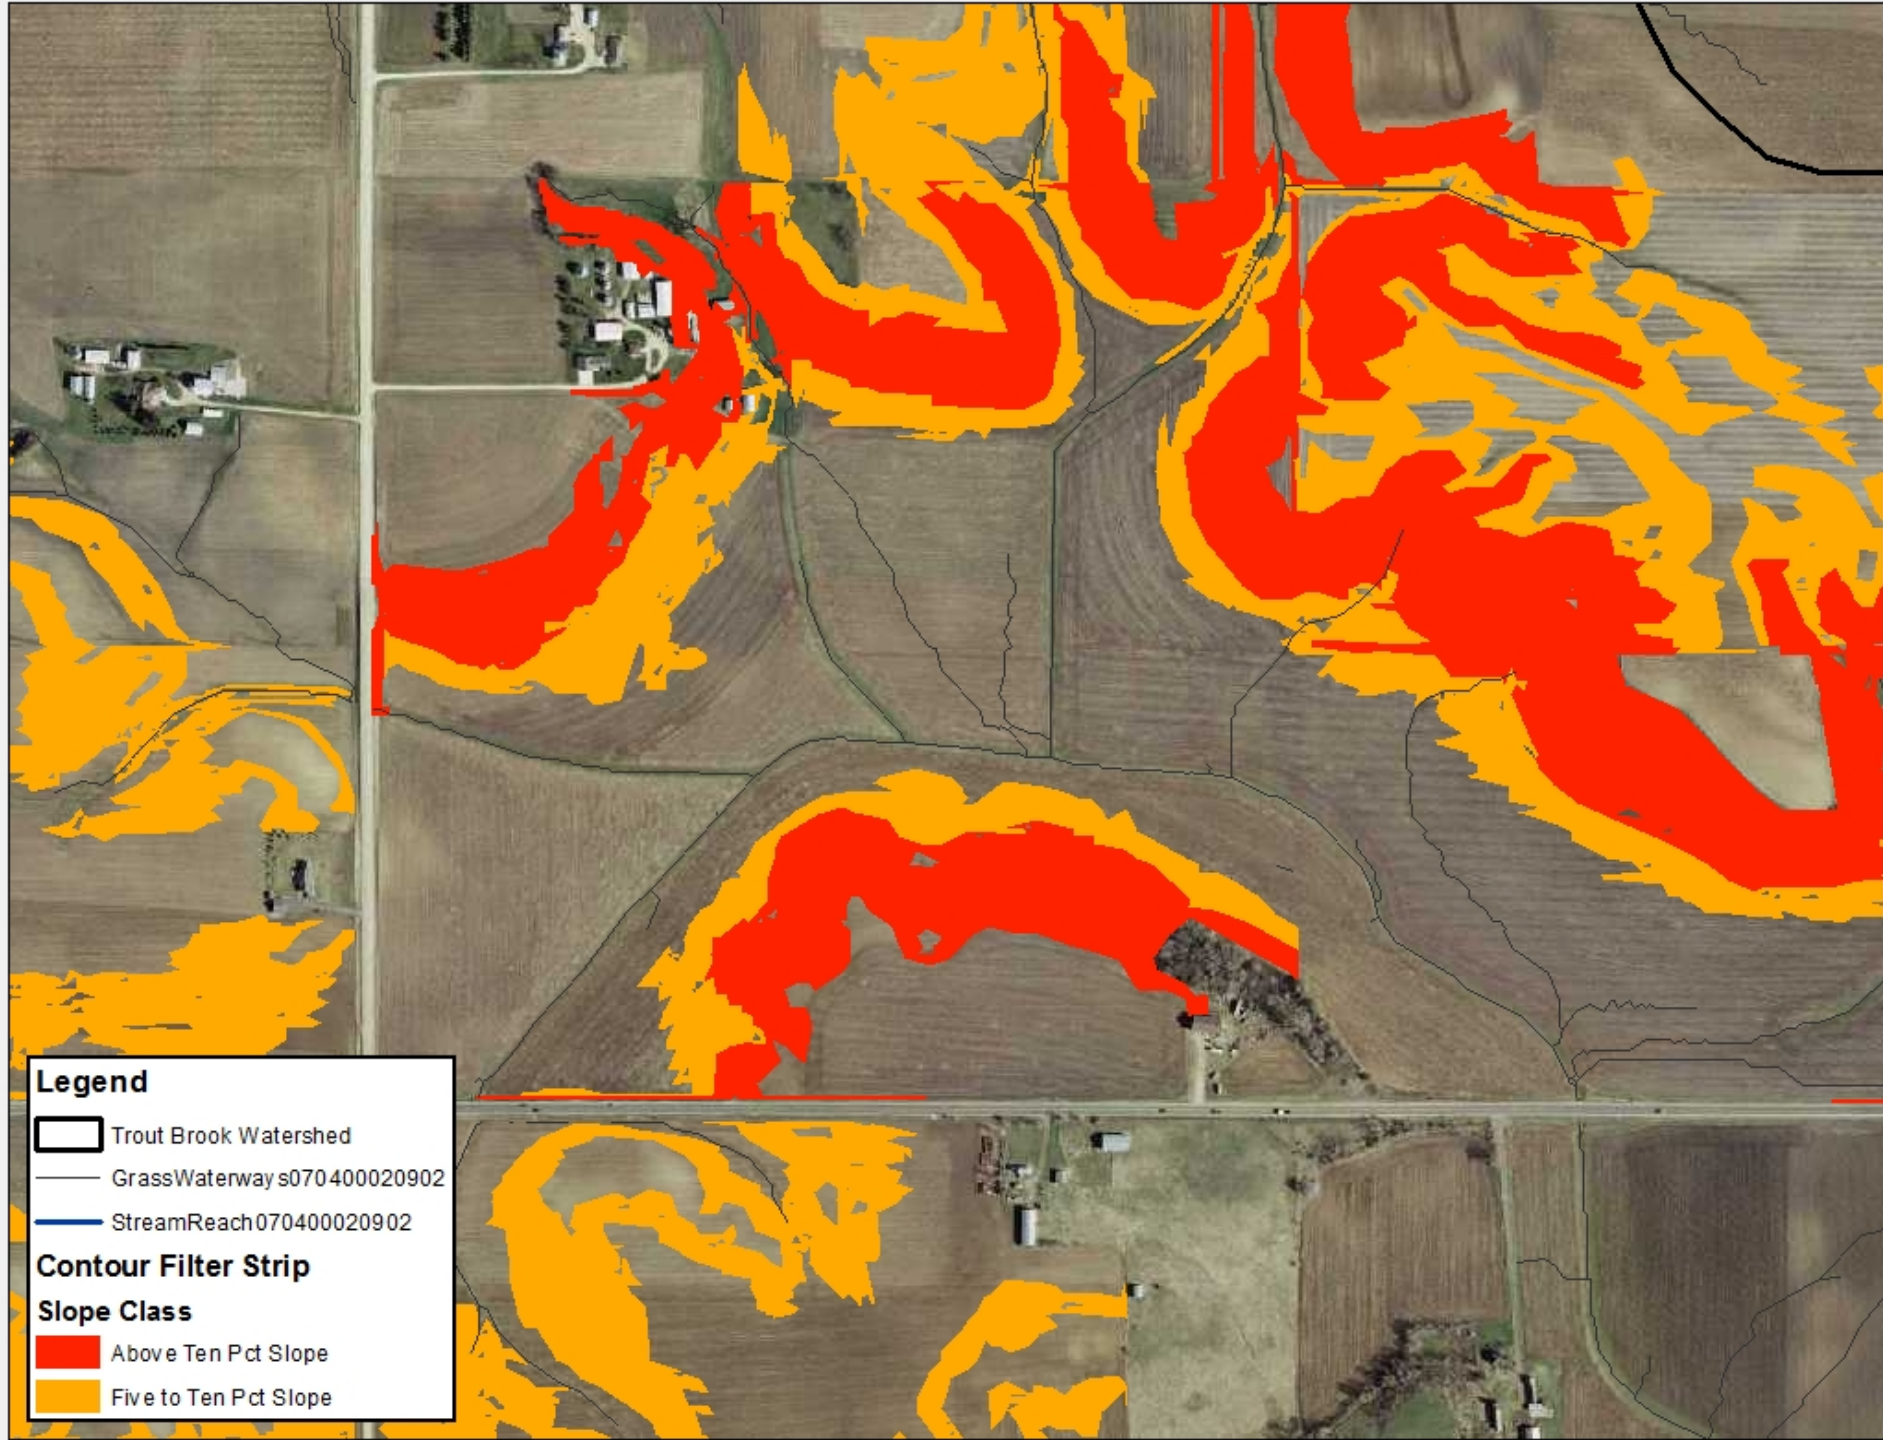 Legend
Trout Brook Watershed
GrassWaterways070400020902
StreamReach070400020902
Contour Filter Strip
Slope Class
Above Ten Pct Slope
Five to Ten Pct Slope